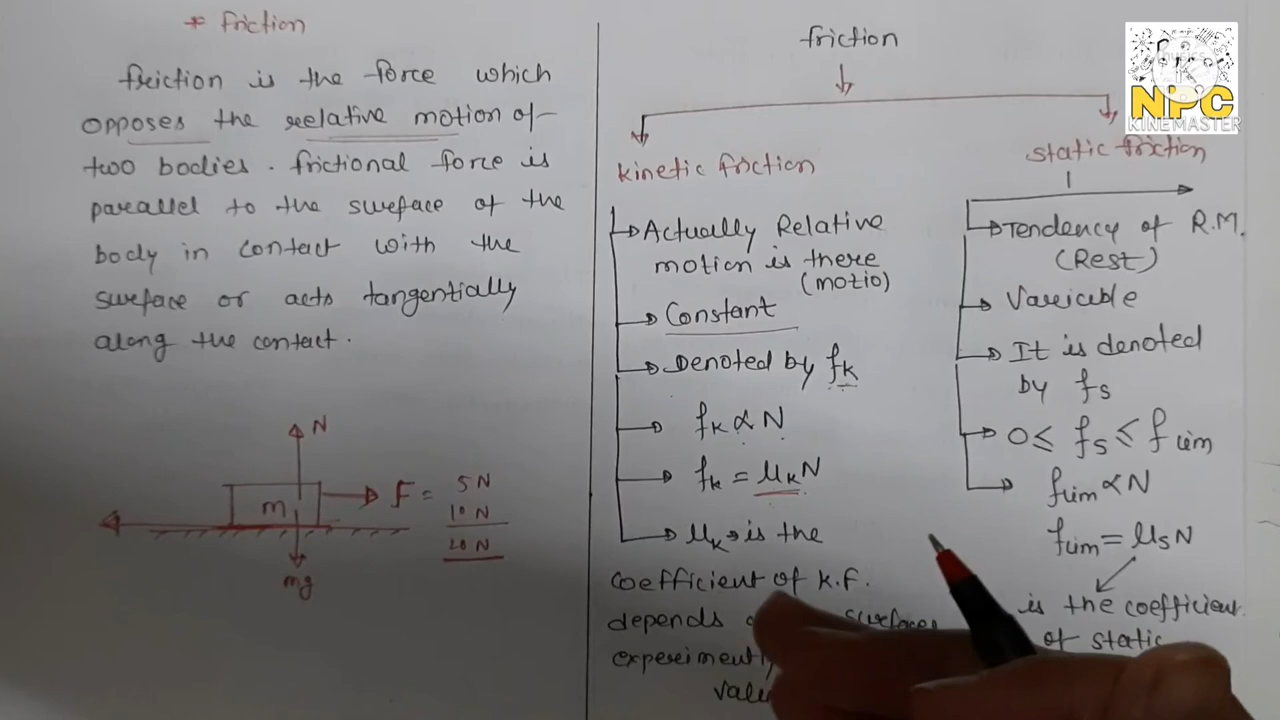 * friction
friction is the force which
opposes the relative motion of
two bodies. frictional force is
parallel to the surface of the
body in contact with the
surface or acts tangentially
along the contact.
N
m
F = 5 N
10 N
20 N
mg
friction
kinetic friction
Actually Relative
motion is there
(motio)
Constant
Denoted by fk
fk ∝ N
fk = μkN
μk → is the
coefficient of K.F.
depends surfaces
static friction
Tendency of R.M.
(Rest)
Variable
It is denoted
by fs
0 ≤ fs ≤ flim
flim ∝ N
flim = μsN
is the coefficient
of static
NPC
KINEMASTER